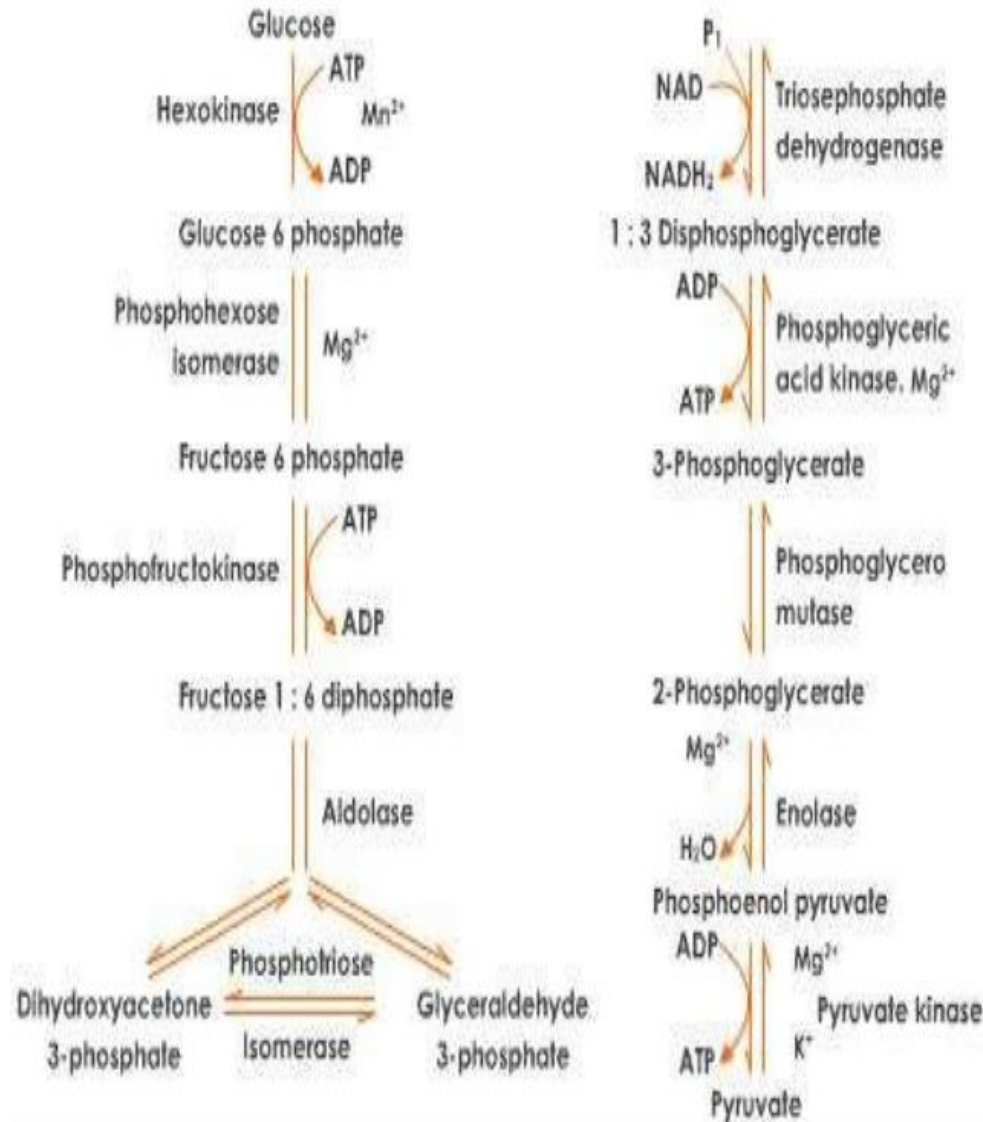 Glucose
ATP
Hexokinase
Mn²⁺
ADP
Glucose 6 phosphate
Phosphohexose
isomerase
Mg²⁺
Fructose 6 phosphate
ATP
Phosphofructokinase
ADP
Fructose 1 : 6 diphosphate
Aldolase
Phosphotriose
Isomerase
Dihydroxyacetone
3-phosphate
Glyceraldehyde
3-phosphate
P₁
NAD
Triosephosphate
dehydrogenase
NADH₂
1 : 3 Disphosphoglycerate
ADP
Phosphoglyceric
acid kinase. Mg²⁺
ATP
3-Phosphoglycerate
Phosphoglycero
mutase
2-Phosphoglycerate
Mg²⁺
Enolase
H₂O
Phosphoenol pyruvate
ADP
Mg²⁺
Pyruvate kinase
K⁺
ATP
Pyruvate